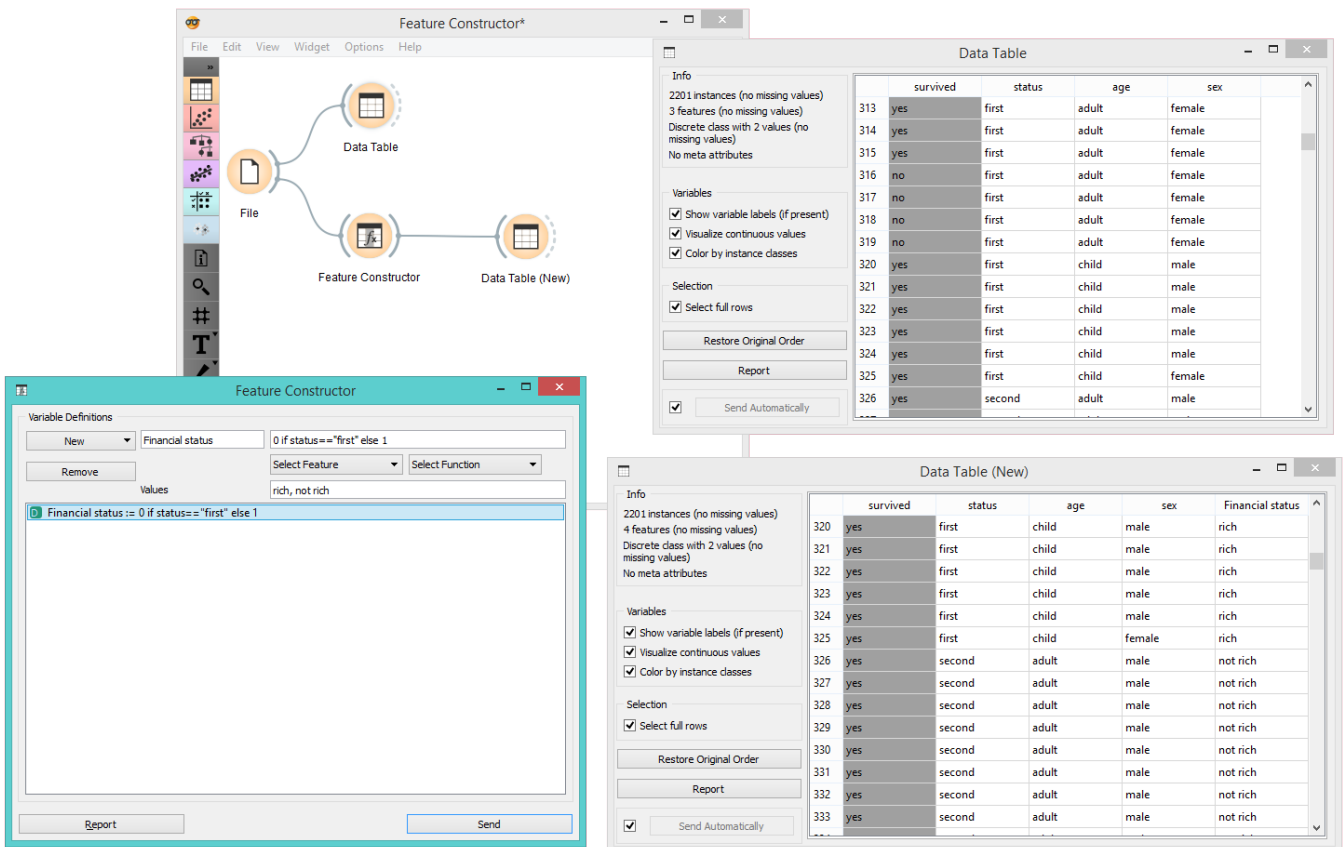 Feature Constructor*
File Edit View Widget Options Help
Data Table
File
Feature Constructor
Data Table (New)
Data Table
Info
2201 instances (no missing values)
3 features (no missing values)
Discrete class with 2 values (no
missing values)
No meta attributes
Variables
Show variable labels (if present)
Visualize continuous values
Color by instance classes
Selection
Select full rows
Restore Original Order
Report
Send Automatically
survived status age sex
313 yes first adult female
314 yes first adult female
315 yes first adult female
316 no first adult female
317 no first adult female
318 no first adult female
319 no first adult female
320 yes first child male
321 yes first child male
322 yes first child male
323 yes first child male
324 yes first child male
325 yes first child female
326 yes second adult male
Feature Constructor
Variable Definitions
New Financial status 0 if status=="first" else 1
Remove Select Feature Select Function
Values rich, not rich
D Financial status := 0 if status=="first" else 1
Report Send
Data Table (New)
Info
2201 instances (no missing values)
4 features (no missing values)
Discrete class with 2 values (no
missing values)
No meta attributes
Variables
Show variable labels (if present)
Visualize continuous values
Color by instance classes
Selection
Select full rows
Restore Original Order
Report
Send Automatically
survived status age sex Financial status
320 yes first child male rich
321 yes first child male rich
322 yes first child male rich
323 yes first child male rich
324 yes first child male rich
325 yes first child female rich
326 yes second adult male not rich
327 yes second adult male not rich
328 yes second adult male not rich
329 yes second adult male not rich
330 yes second adult male not rich
331 yes second adult male not rich
332 yes second adult male not rich
333 yes second adult male not rich